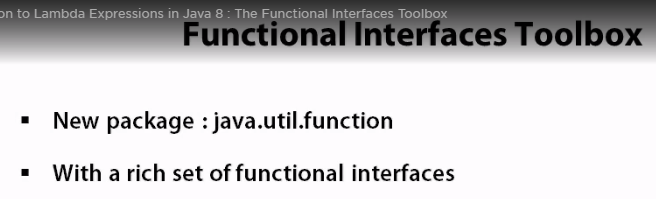 on to Lambda Expressions in Java 8 : The Functional Interfaces Toolbox
Functional Interfaces Toolbox
▪ New package : java.util.function
▪ With a rich set of functional interfaces